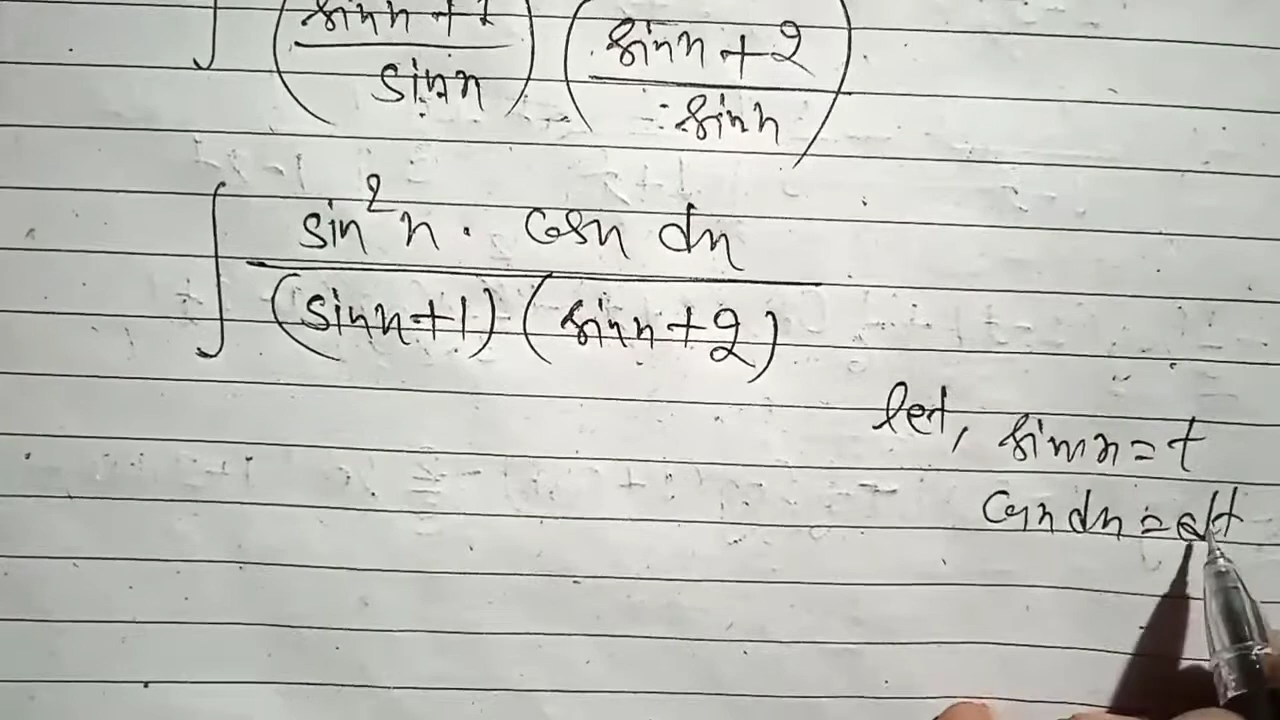 ∫ (sinx + 1 / sinx) (sinx + 2 / sinx)
∫ sin²x · cosx dx / (sinx+1) (sinx+2)
let, sinx = t
cosx dx = dt